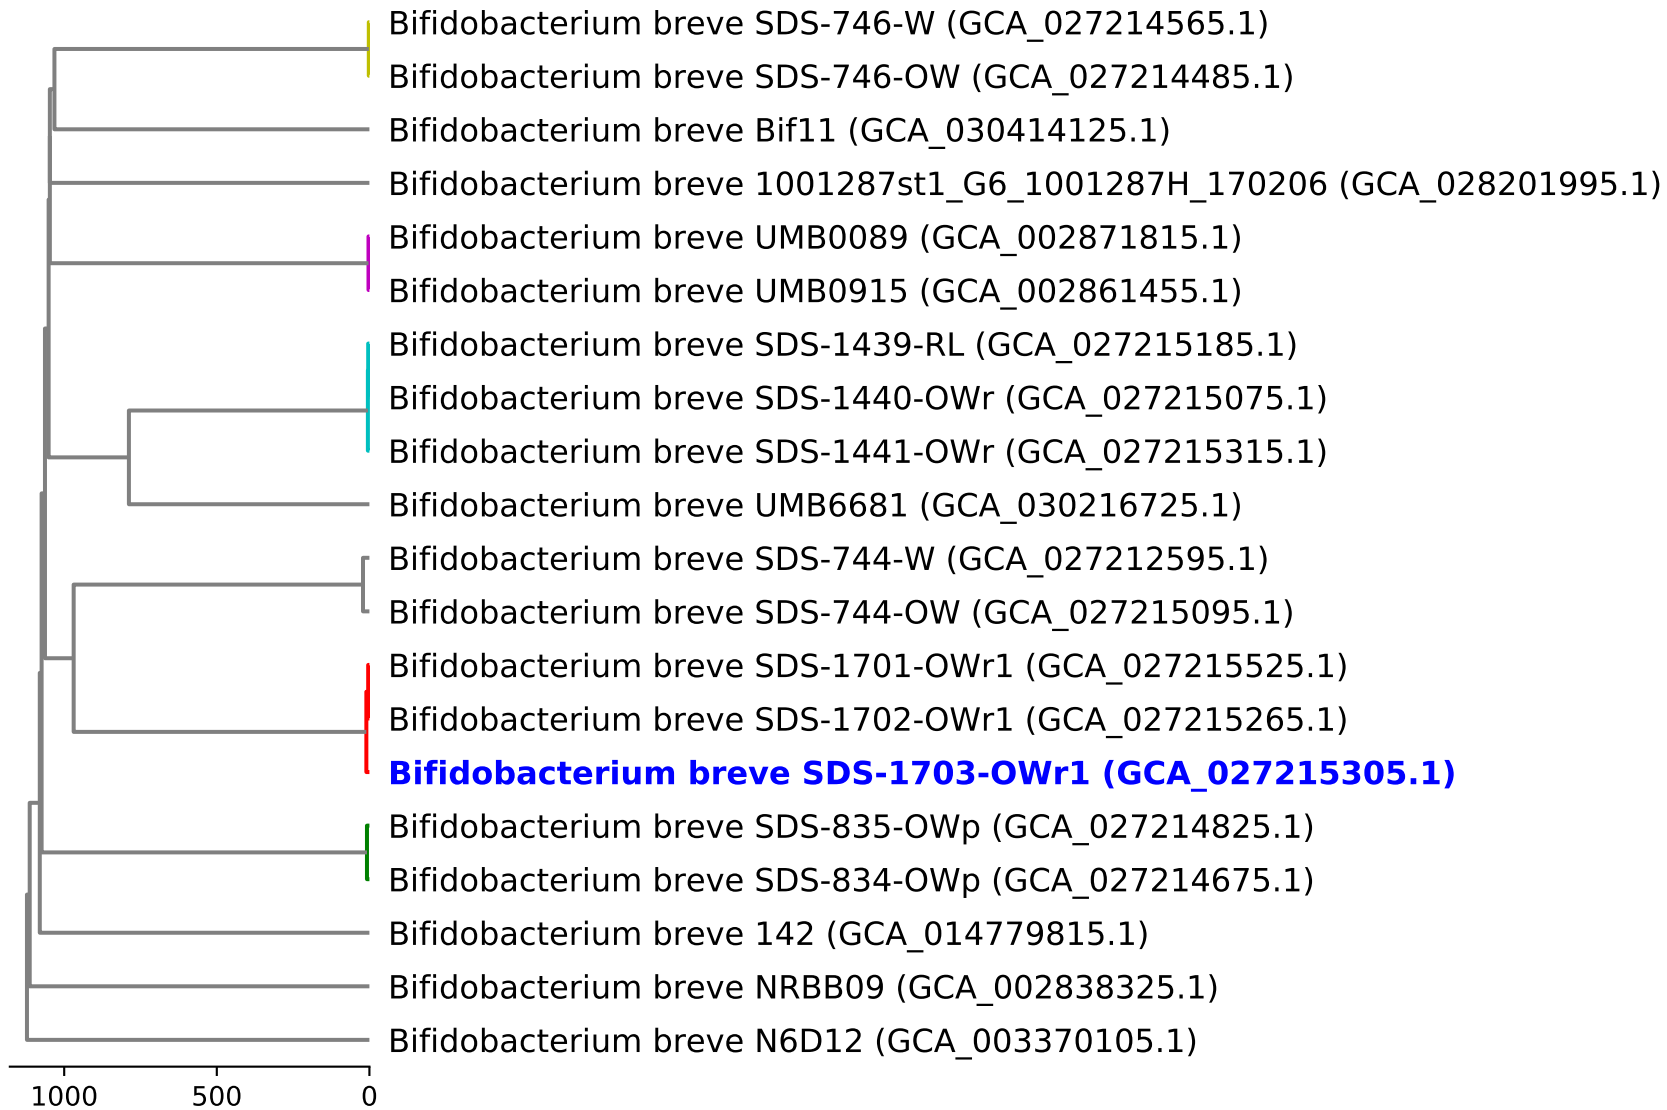 Bifidobacterium breve SDS-746-W (GCA_027214565.1)
Bifidobacterium breve SDS-746-OW (GCA_027214485.1)
Bifidobacterium breve Bif11 (GCA_030414125.1)
Bifidobacterium breve 1001287st1_G6_1001287H_170206 (GCA_028201995.1)
Bifidobacterium breve UMB0089 (GCA_002871815.1)
Bifidobacterium breve UMB0915 (GCA_002861455.1)
Bifidobacterium breve SDS-1439-RL (GCA_027215185.1)
Bifidobacterium breve SDS-1440-OWr (GCA_027215075.1)
Bifidobacterium breve SDS-1441-OWr (GCA_027215315.1)
Bifidobacterium breve UMB6681 (GCA_030216725.1)
Bifidobacterium breve SDS-744-W (GCA_027212595.1)
Bifidobacterium breve SDS-744-OW (GCA_027215095.1)
Bifidobacterium breve SDS-1701-OWr1 (GCA_027215525.1)
Bifidobacterium breve SDS-1702-OWr1 (GCA_027215265.1)
Bifidobacterium breve SDS-1703-OWr1 (GCA_027215305.1)
Bifidobacterium breve SDS-835-OWp (GCA_027214825.1)
Bifidobacterium breve SDS-834-OWp (GCA_027214675.1)
Bifidobacterium breve 142 (GCA_014779815.1)
Bifidobacterium breve NRBB09 (GCA_002838325.1)
Bifidobacterium breve N6D12 (GCA_003370105.1)
1000 500 0